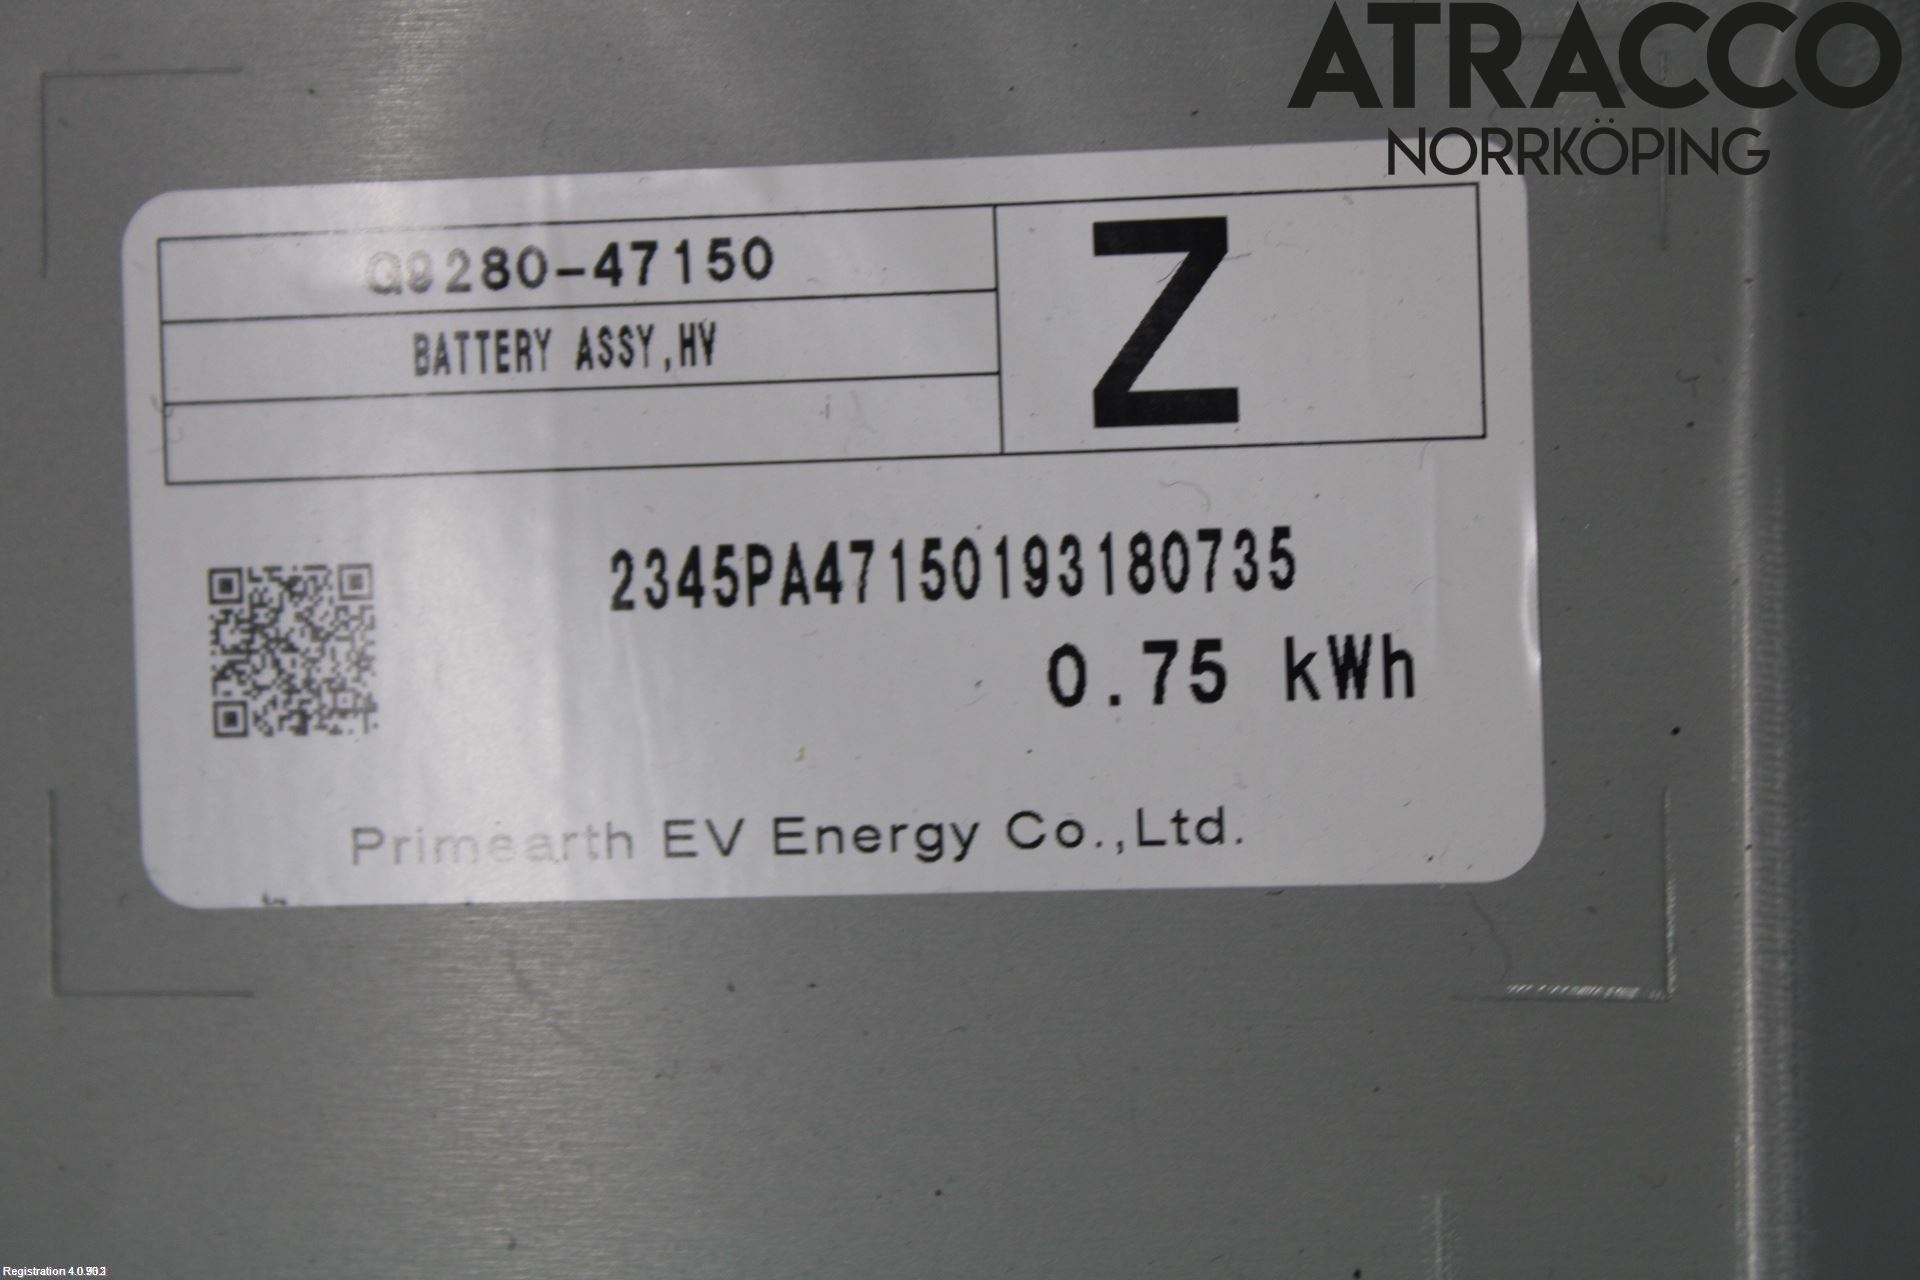 ATRACCO
NORRKÖPING
G9280-47150
Z
BATTERY ASSY,HV
2345PA47150193180735
0.75 kWh
Primearth EV Energy Co.,Ltd.